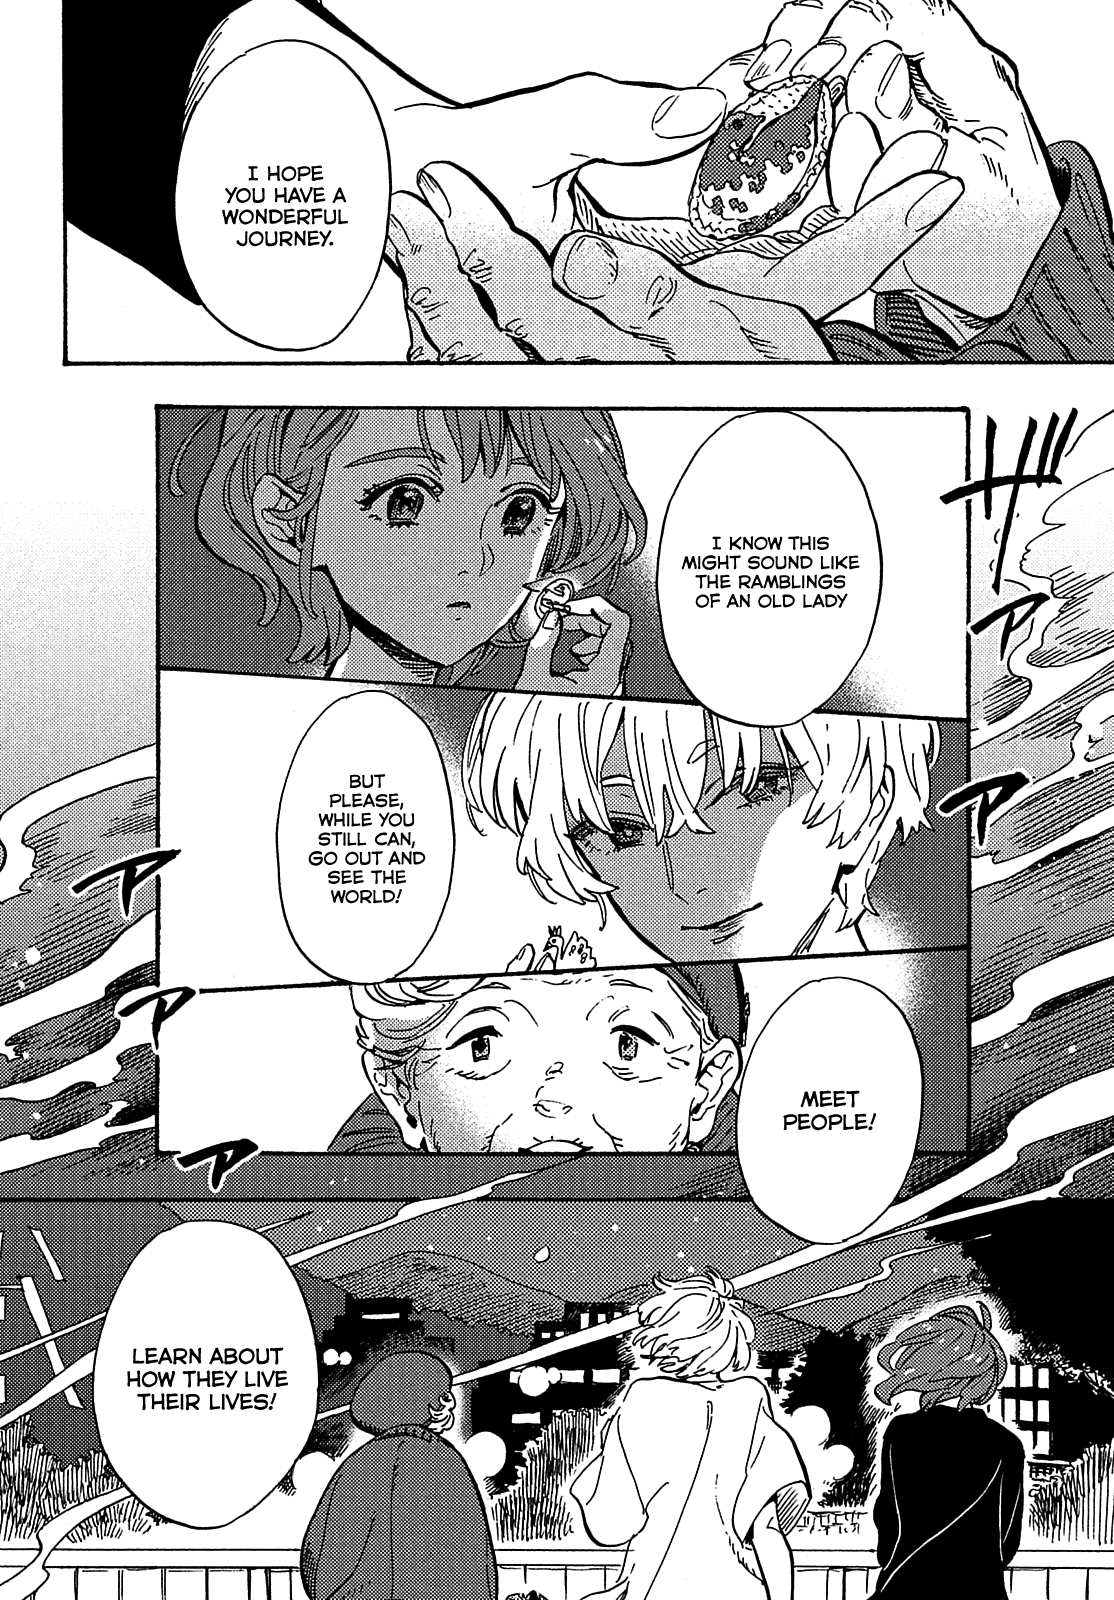 I HOPE
YOU HAVE A
WONDERFUL
JOURNEY.
I KNOW THIS
MIGHT SOUND LIKE
THE RAMBLINGS
OF AN OLD LADY
BUT
PLEASE,
WHILE YOU
STILL CAN,
GO OUT AND
SEE THE
WORLD!
MEET
PEOPLE!
LEARN ABOUT
HOW THEY LIVE
THEIR LIVES!
ザ
ア
ア
ア
ア
ア